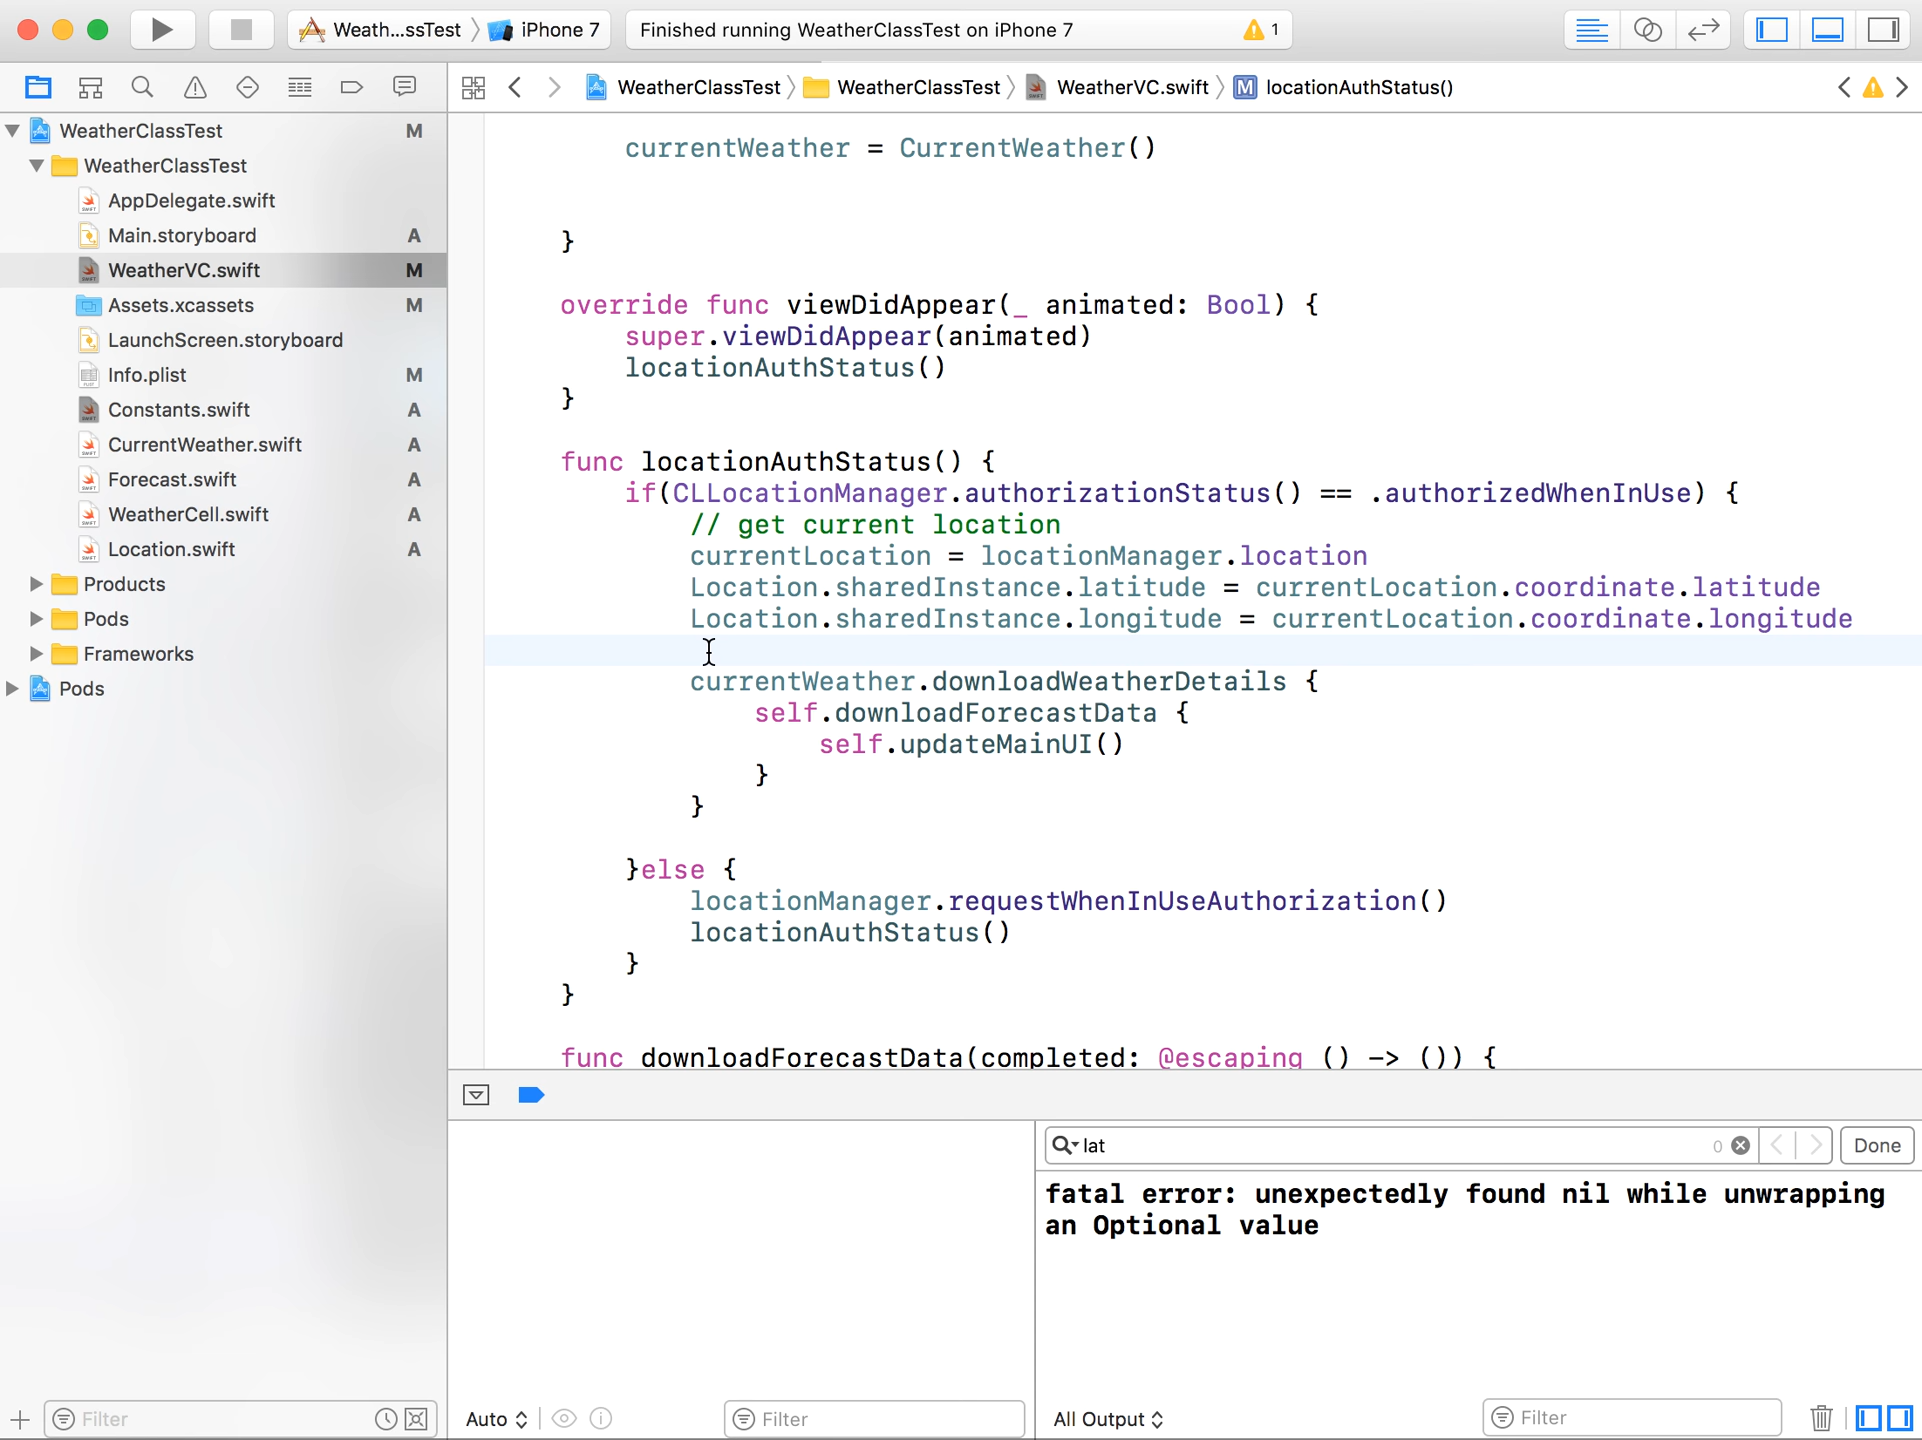 Weath...ssTest
iPhone 7
Finished running WeatherClassTest on iPhone 7
1
WeatherClassTest
WeatherClassTest
WeatherVC.swift
M
locationAuthStatus()
WeatherClassTest
M
WeatherClassTest
AppDelegate.swift
Main.storyboard
A
WeatherVC.swift
M
Assets.xcassets
M
LaunchScreen.storyboard
Info.plist
M
Constants.swift
A
CurrentWeather.swift
A
Forecast.swift
A
WeatherCell.swift
A
Location.swift
A
Products
Pods
Frameworks
Pods
currentWeather = CurrentWeather()
}
override func viewDidAppear(_ animated: Bool) {
super.viewDidAppear(animated)
locationAuthStatus()
}
func locationAuthStatus() {
if(CLLocationManager.authorizationStatus() == .authorizedWhenInUse) {
// get current location
currentLocation = locationManager.location
Location.sharedInstance.latitude = currentLocation.coordinate.latitude
Location.sharedInstance.longitude = currentLocation.coordinate.longitude
currentWeather.downloadWeatherDetails {
self.downloadForecastData {
self.updateMainUI()
}
}
}else {
locationManager.requestWhenInUseAuthorization()
locationAuthStatus()
}
}
func downloadForecastData(completed: @escaping () -> ()) {
lat
0
Done
fatal error: unexpectedly found nil while unwrapping
an Optional value
Filter
Auto
Filter
All Output
Filter